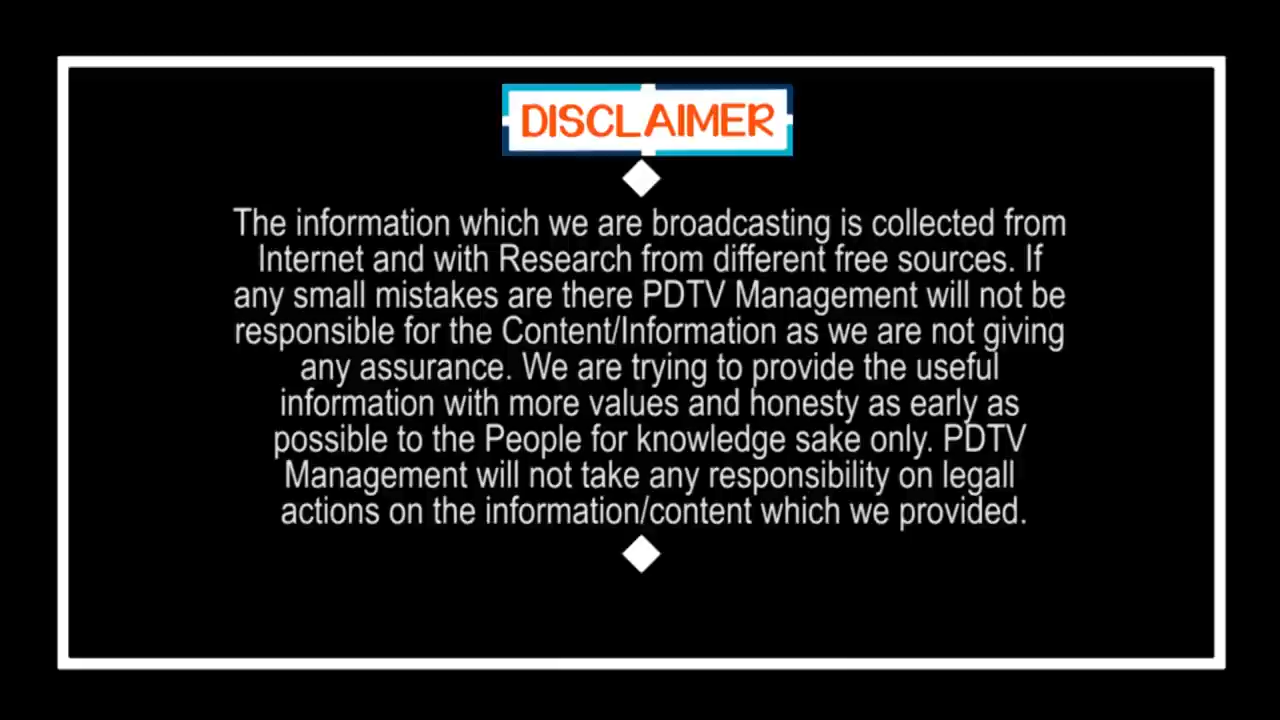 DISCLAIMER
The information which we are broadcasting is collected from
Internet and with Research from different free sources. If
any small mistakes are there PDTV Management will not be
responsible for the Content/Information as we are not giving
any assurance. We are trying to provide the useful
information with more values and honesty as early as
possible to the People for knowledge sake only. PDTV
Management will not take any responsibility on legall
actions on the information/content which we provided.